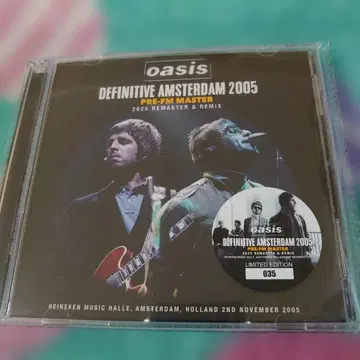 oasis
DEFINITIVE AMSTERDAM 2005
PRE-FM MASTER
2025 REMASTER & REMIX
oasis
DEFINITIVE AMSTERDAM 2005
PRE-FM MASTER
2025 REMASTER & REMIX
LIMITED EDITION
035
HEINEKEN MUSIC HALLE, AMSTERDAM, HOLLAND 2ND NOVEMBER 2005